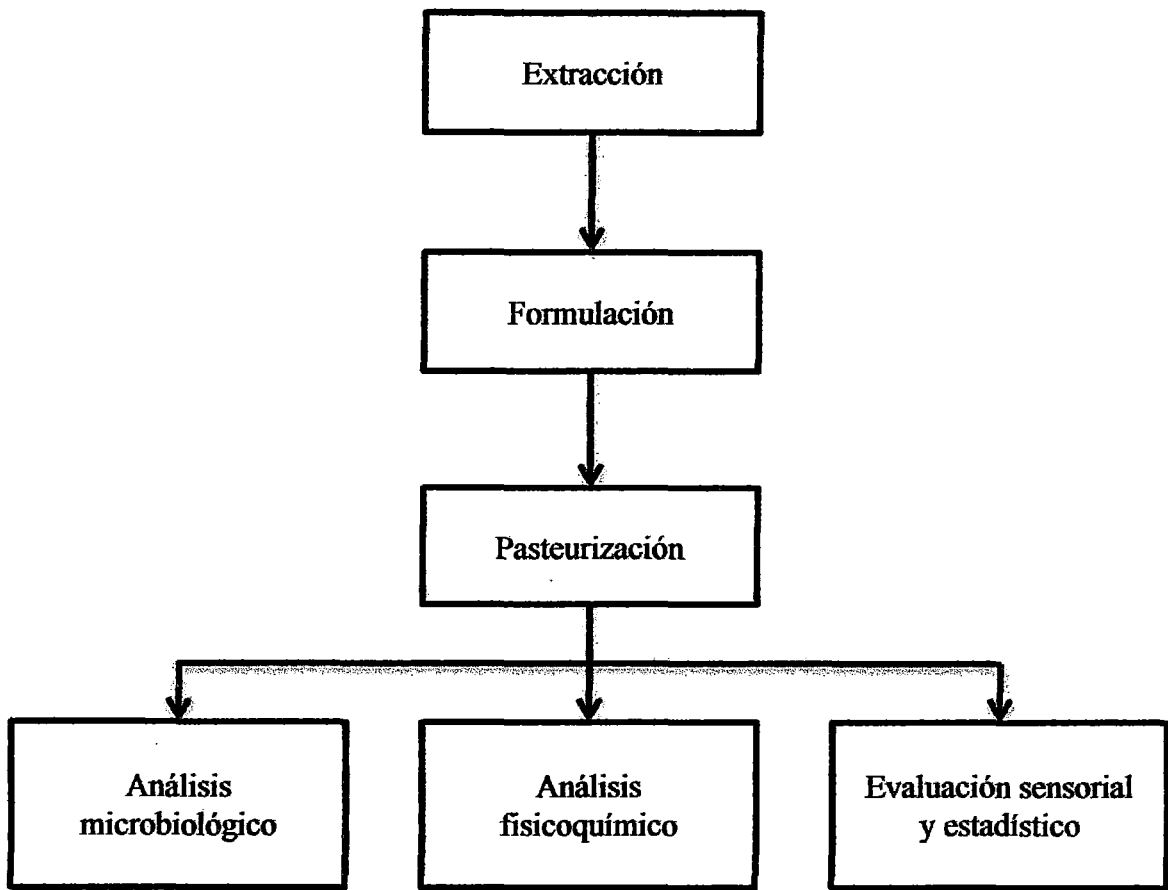 Extracción
Formulación
Pasteurización
Análisis
microbiológico
Análisis
fisicoquímico
Evaluación sensorial
y estadístico